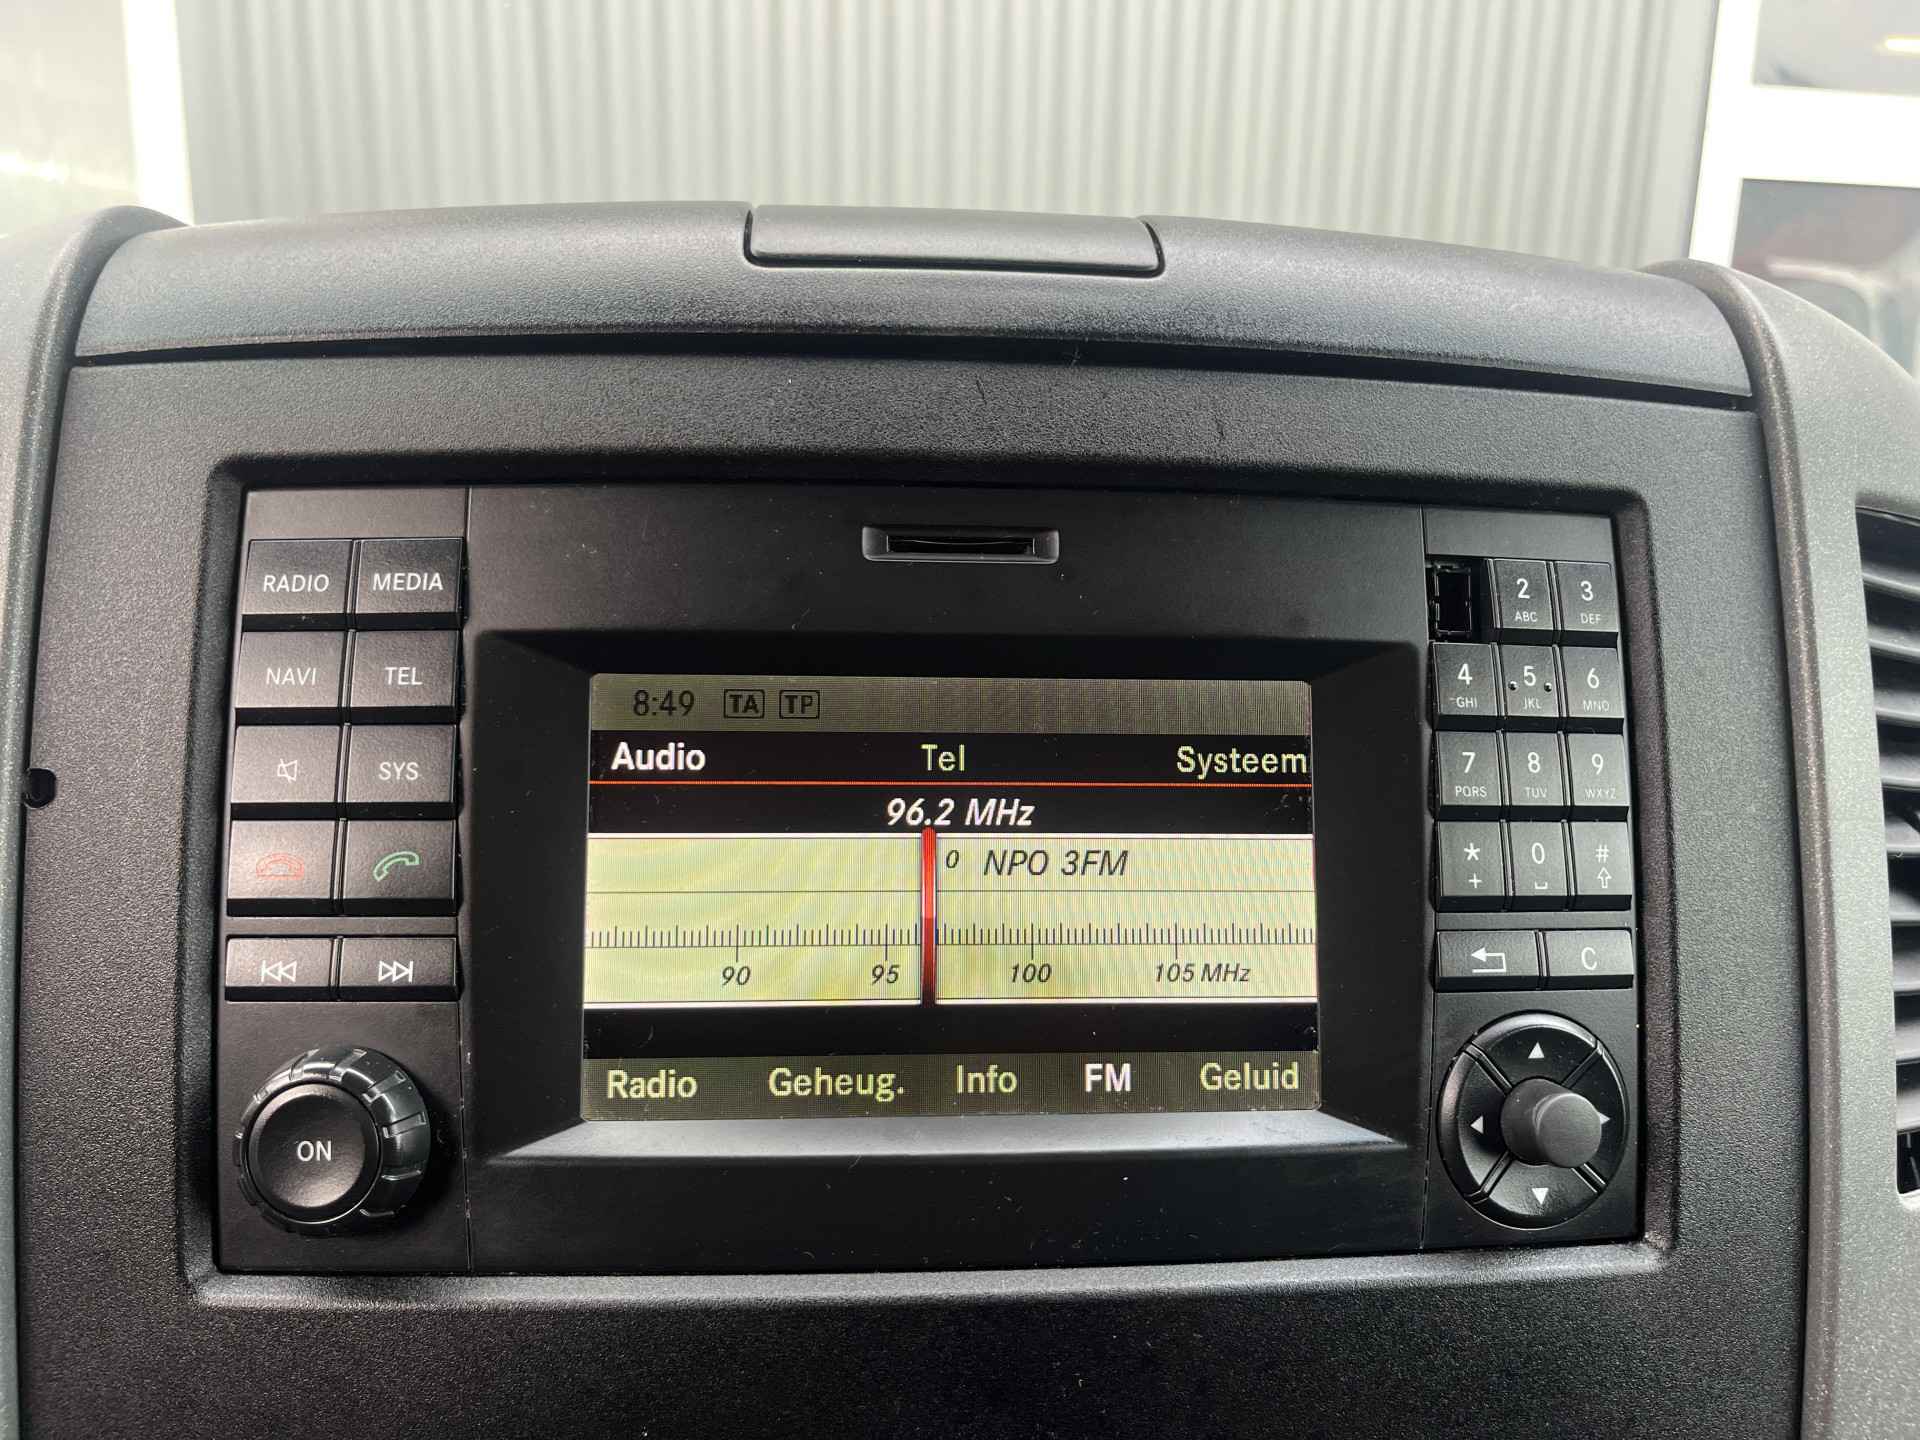 RADIO MEDIA
NAVI TEL
SYS
ON
8:49 TA TP
Audio Tel Systeem
96.2 MHz
0 NPO 3FM
90 95 100 105 MHz
Radio Geheug. Info FM Geluid
2 3
ABC DEF
4 5 6
GHI JKL MNO
7 8 9
PQRS TUV WXYZ
* 0 #
+
C